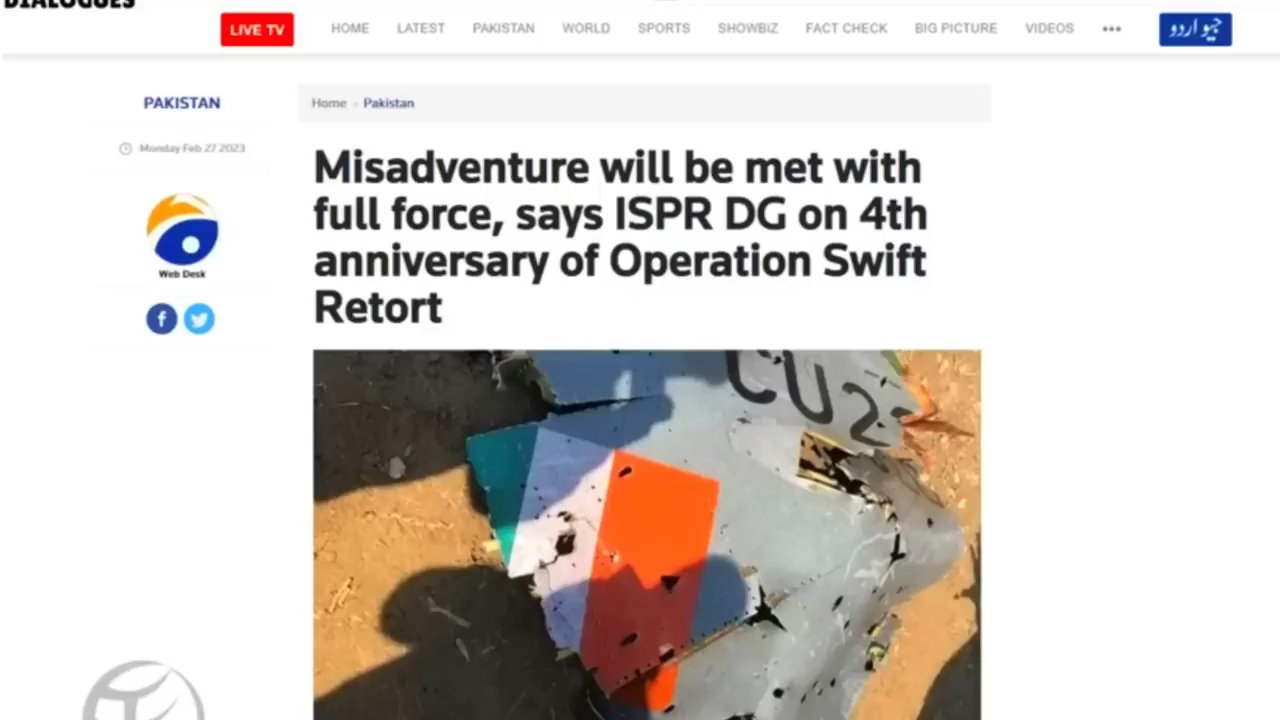 DIALOGUES
LIVE TV
HOME
LATEST
PAKISTAN
WORLD
SPORTS
SHOWBIZ
FACT CHECK
BIG PICTURE
VIDEOS
جیو اردو
PAKISTAN
Monday Feb 27 2023
Web Desk
Home
Pakistan
Misadventure will be met with
full force, says ISPR DG on 4th
anniversary of Operation Swift
Retort
CU2